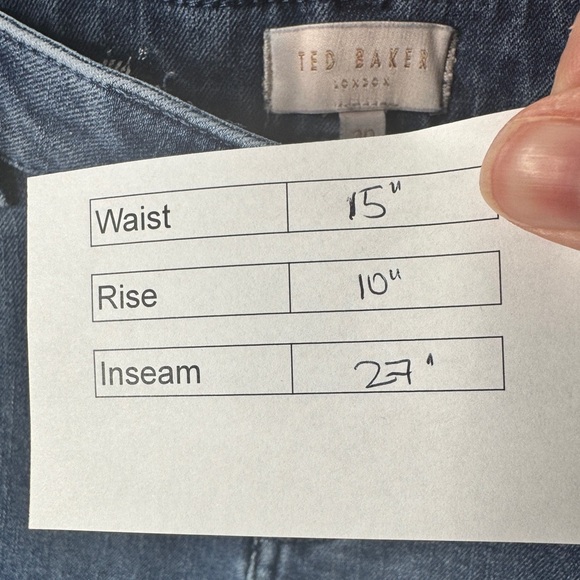 TED BAKER
LONDON
Waist 15"
Rise 10"
Inseam 27"